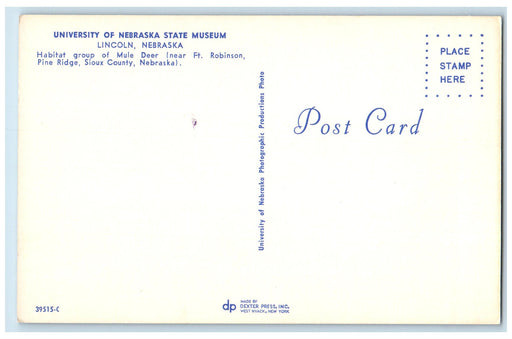 UNIVERSITY OF NEBRASKA STATE MUSEUM
LINCOLN, NEBRASKA
Habitat group of Mule Deer (near Ft. Robinson,
Pine Ridge, Sioux County, Nebraska).
PLACE
STAMP
HERE
Post Card
University of Nebraska Photographic Productions Photo
39515-C
dp
MADE BY
DEXTER PRESS, INC.
WEST NYACK, NEW YORK